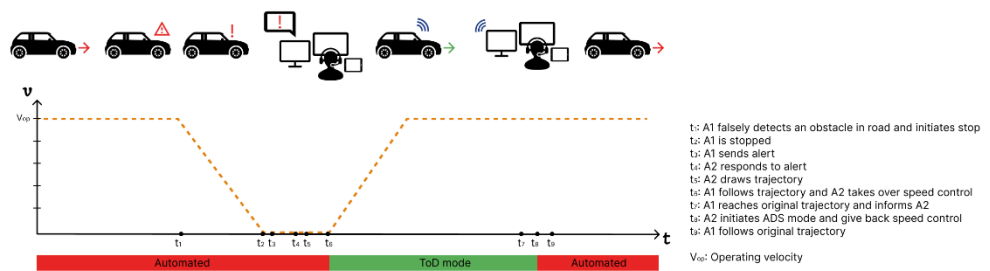 !
!
!
v
Vop
t₁: A1 falsely detects an obstacle in road and initiates stop
t₂: A1 is stopped
t₃: A1 sends alert
t₄: A2 responds to alert
t₅: A2 draws trajectory
t₆: A1 follows trajectory and A2 takes over speed control
t₇: A1 reaches original trajectory and informs A2
t₈: A2 initiates ADS mode and give back speed control
t₉: A1 follows original trajectory
Vop: Operating velocity
t₁ t₂ t₃ t₄ t₅ t₆ t₇ t₈ t₉ t
Automated ToD mode Automated